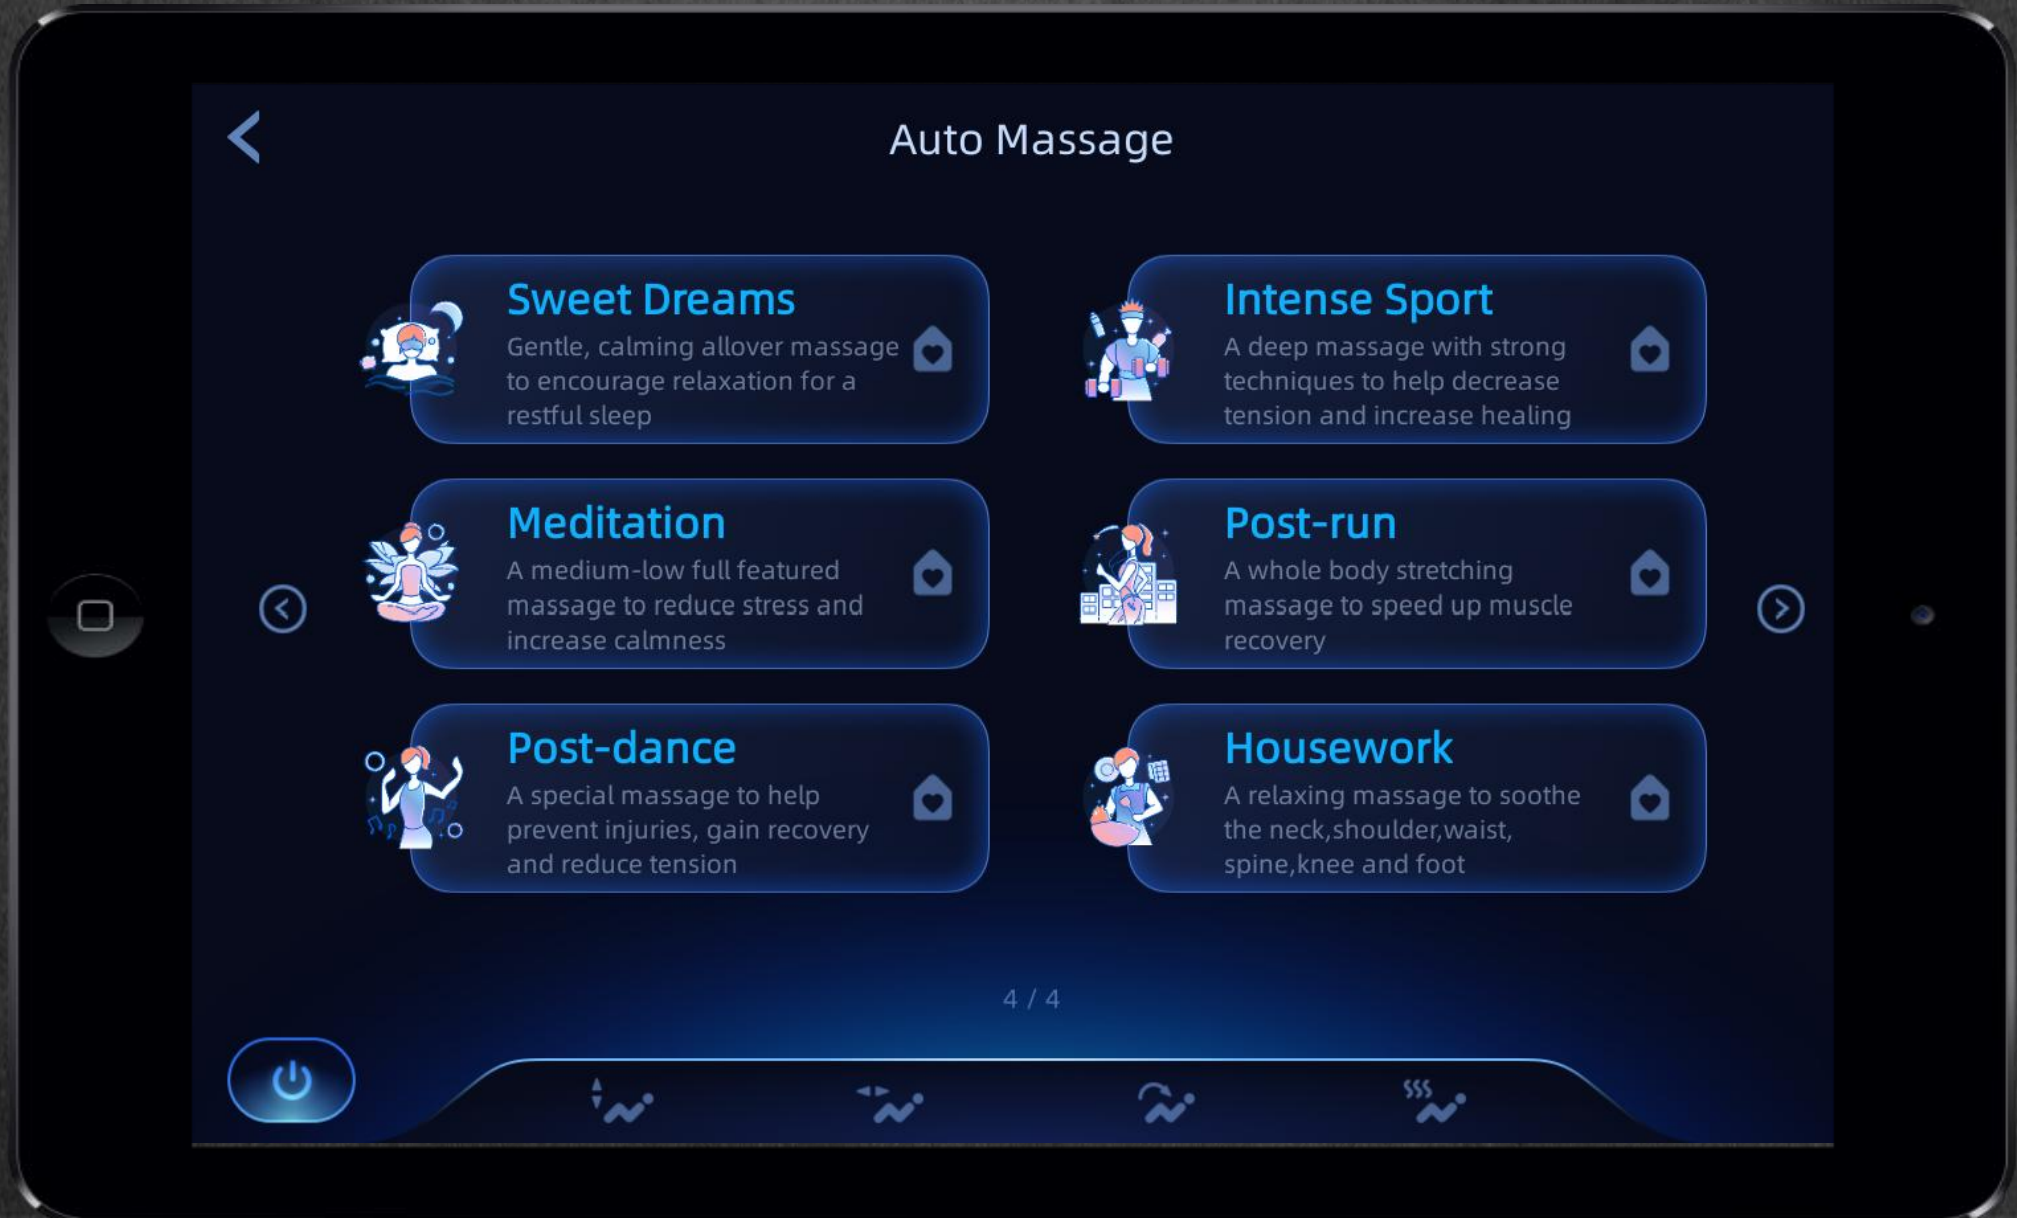 Auto Massage
Sweet Dreams
Gentle, calming allover massage
to encourage relaxation for a
restful sleep
Intense Sport
A deep massage with strong
techniques to help decrease
tension and increase healing
Meditation
A medium-low full featured
massage to reduce stress and
increase calmness
Post-run
A whole body stretching
massage to speed up muscle
recovery
Post-dance
A special massage to help
prevent injuries, gain recovery
and reduce tension
Housework
A relaxing massage to soothe
the neck,shoulder,waist,
spine,knee and foot
4 / 4